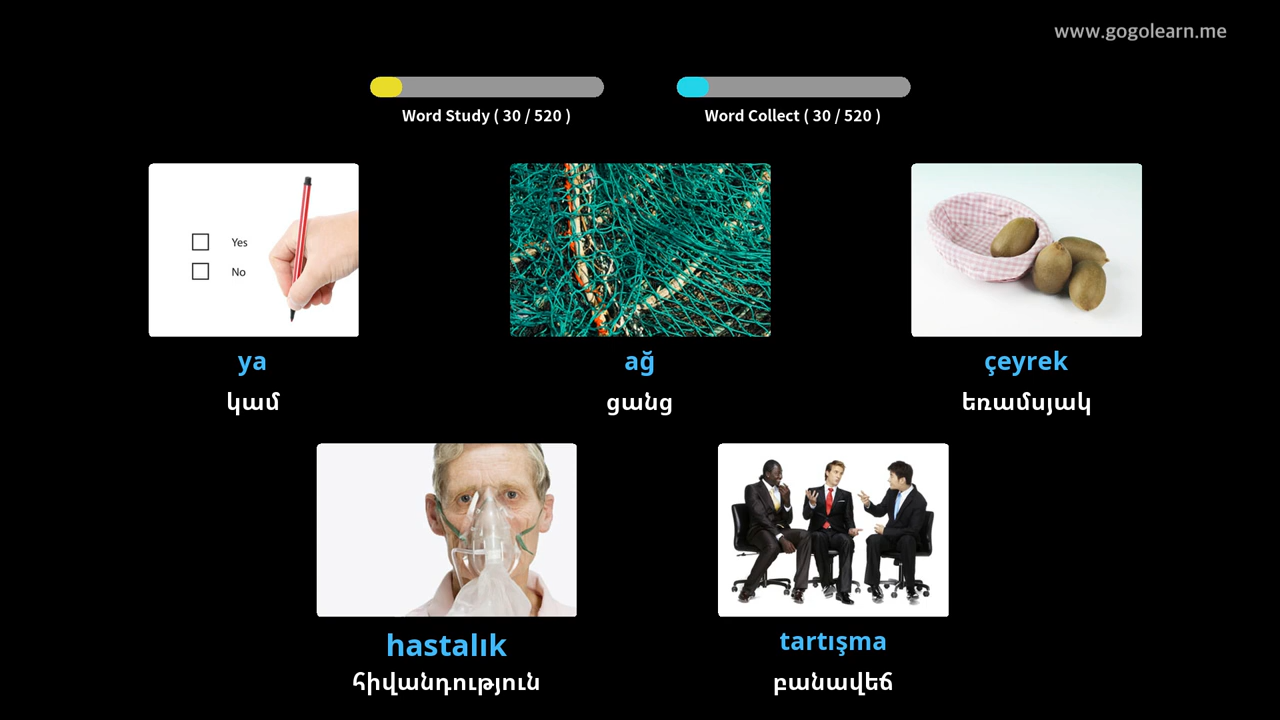 www.gogolearn.me
Word Study ( 30 / 520 )
Word Collect ( 30 / 520 )
Yes
No
ya
կամ
ağ
ցանց
çeyrek
եռամսյակ
hastalık
հիվանդություն
tartışma
բանավեճ